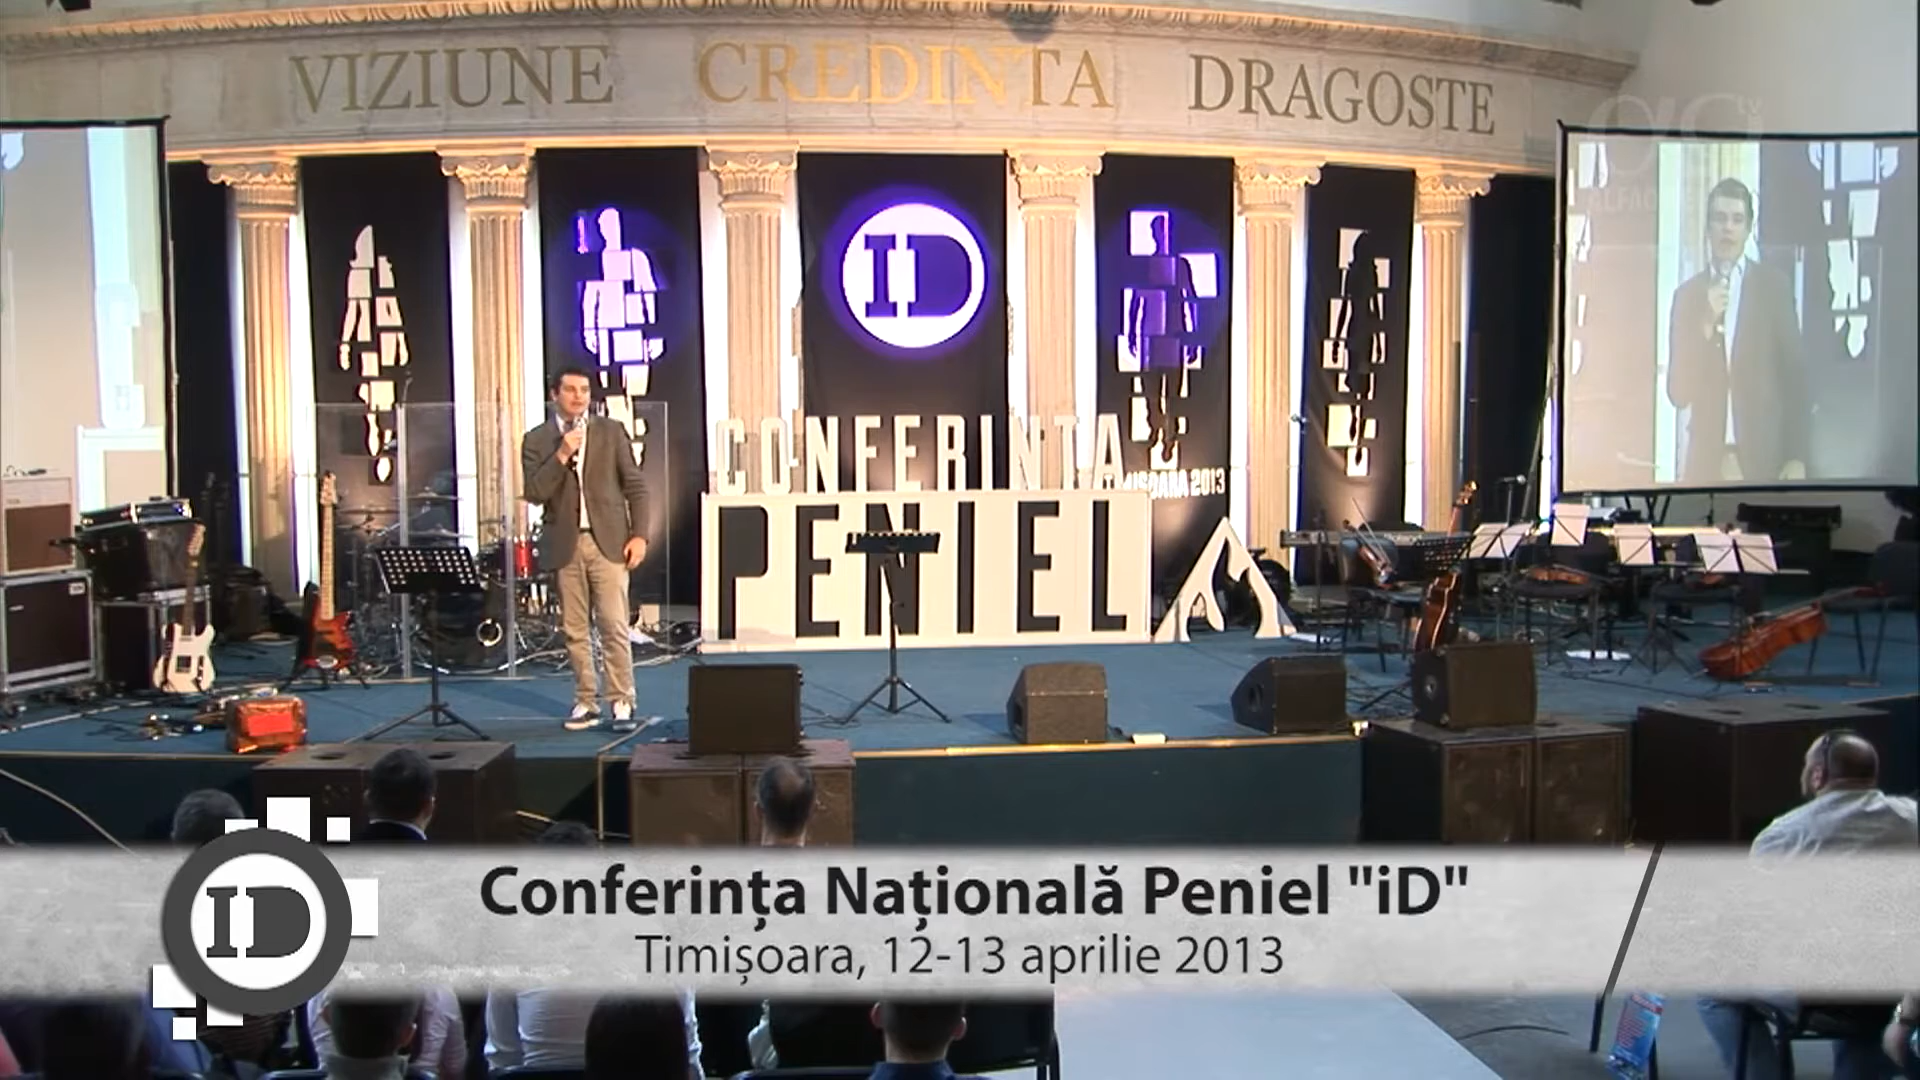 VIZIUNE CREDINTA DRAGOSTE
iD
CONFERINTA
TIMISOARA 2013
PENIEL
iD
Conferința Națională Peniel "iD"
Timișoara, 12-13 aprilie 2013